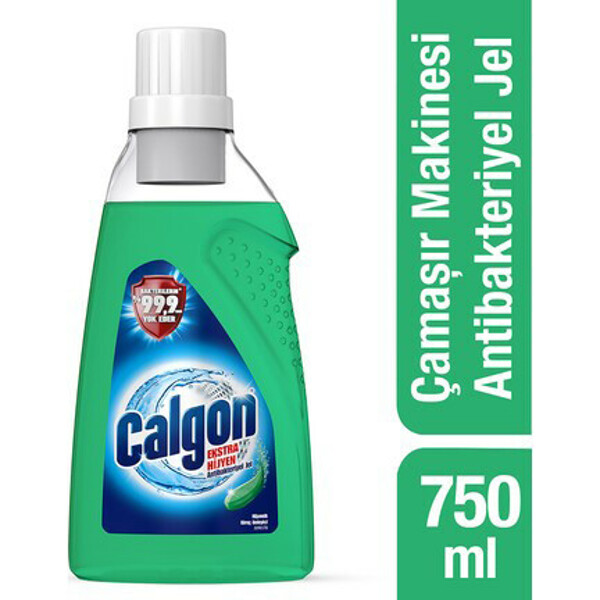 BAKTERİLERİN
%99,9
YOK EDER
Calgon
EKSTRA
HİJYEN
Antibakteriyel Jel
Çamaşır Makinesi
Antibakteriyel Jel
750
ml